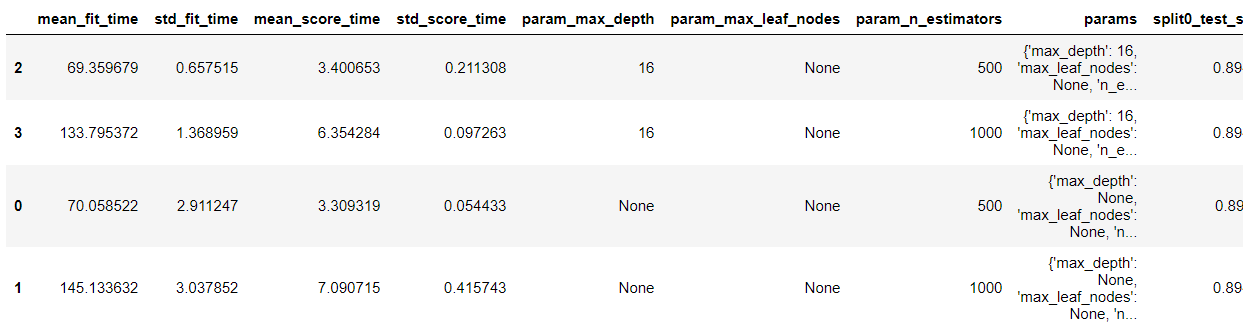 mean_fit_time std_fit_time mean_score_time std_score_time param_max_depth param_max_leaf_nodes param_n_estimators params split0_test_s
2 69.359679 0.657515 3.400653 0.211308 16 None 500 {'max_depth': 16, 'max_leaf_nodes': None, 'n_e... 0.89
3 133.795372 1.368959 6.354284 0.097263 16 None 1000 {'max_depth': 16, 'max_leaf_nodes': None, 'n_e... 0.89
0 70.058522 2.911247 3.309319 0.054433 None None 500 {'max_depth': None, 'max_leaf_nodes': None, 'n... 0.89
1 145.133632 3.037852 7.090715 0.415743 None None 1000 {'max_depth': None, 'max_leaf_nodes': None, 'n... 0.89